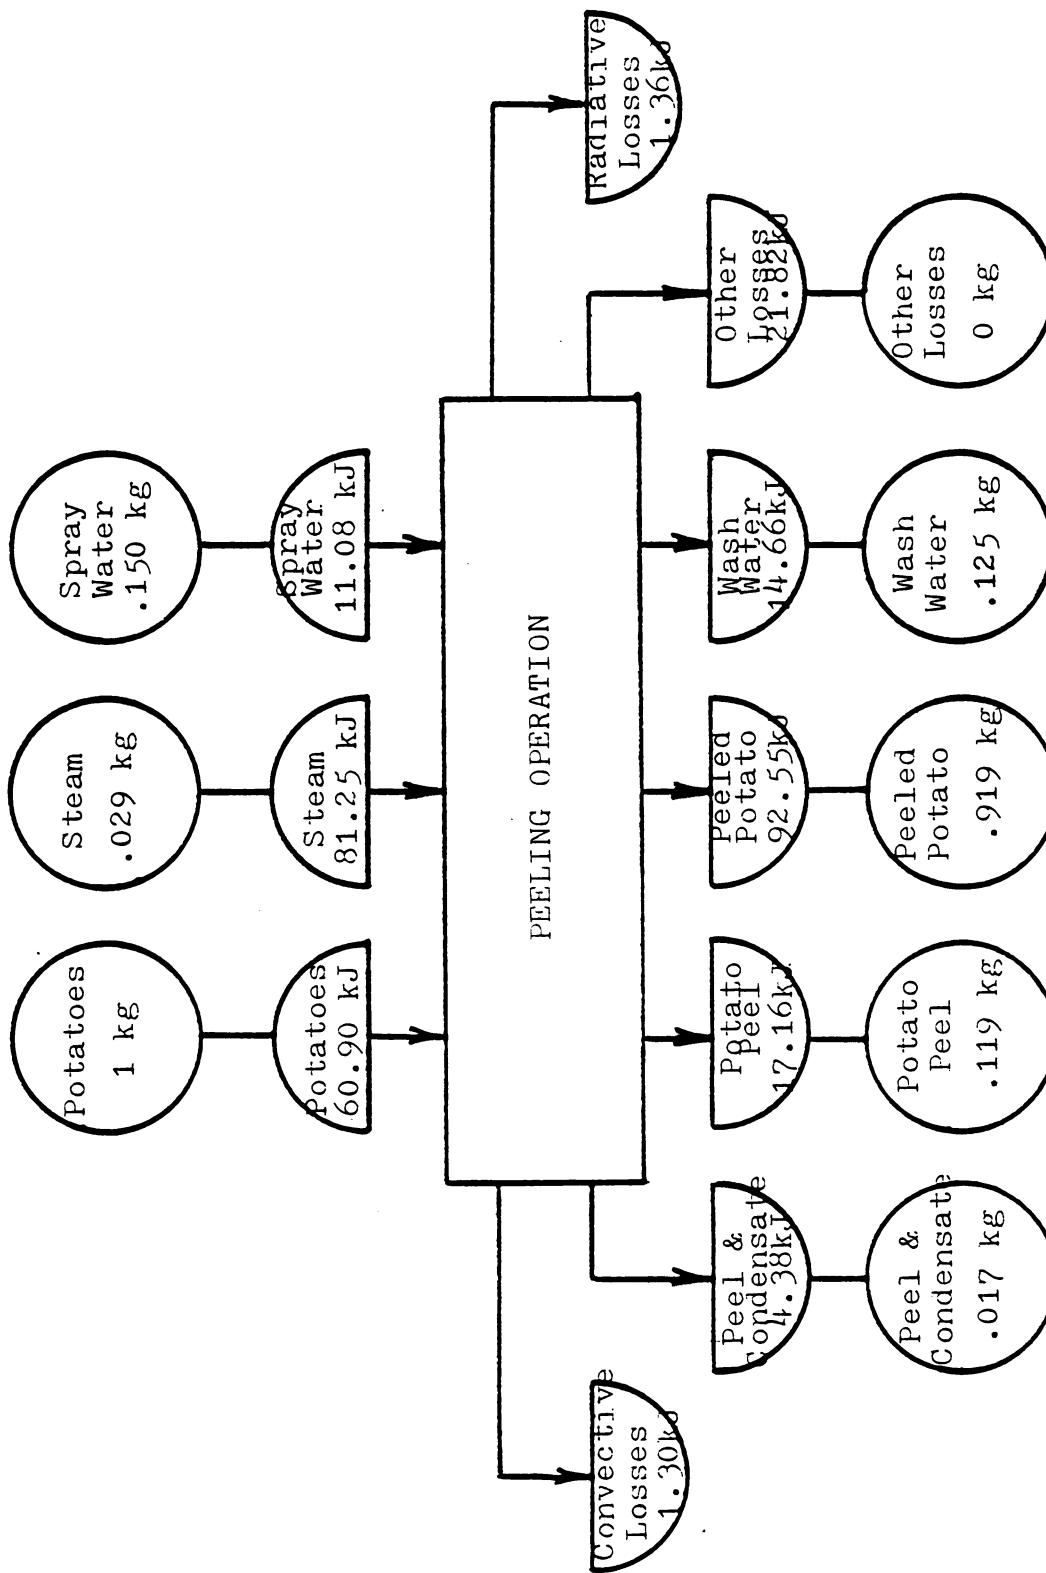 Potatoes
1 kg
Steam
.029 kg
Spray
Water
.150 kg
Potatoes
60.90 kJ
Steam
81.25 kJ
Spray
Water
11.08 kJ
PEELING OPERATION
Convective
Losses
1.30kJ
Peel &
Condensate
4.38kJ
Potato
Peel
17.16kJ
Peeled
Potato
92.55kJ
Wash
Water
14.66kJ
Other
Losses
21.82kJ
Radiative
Losses
1.36kJ
Peel &
Condensate
.017 kg
Potato
Peel
.119 kg
Peeled
Potato
.919 kg
Wash
Water
.125 kg
Other
Losses
0 kg